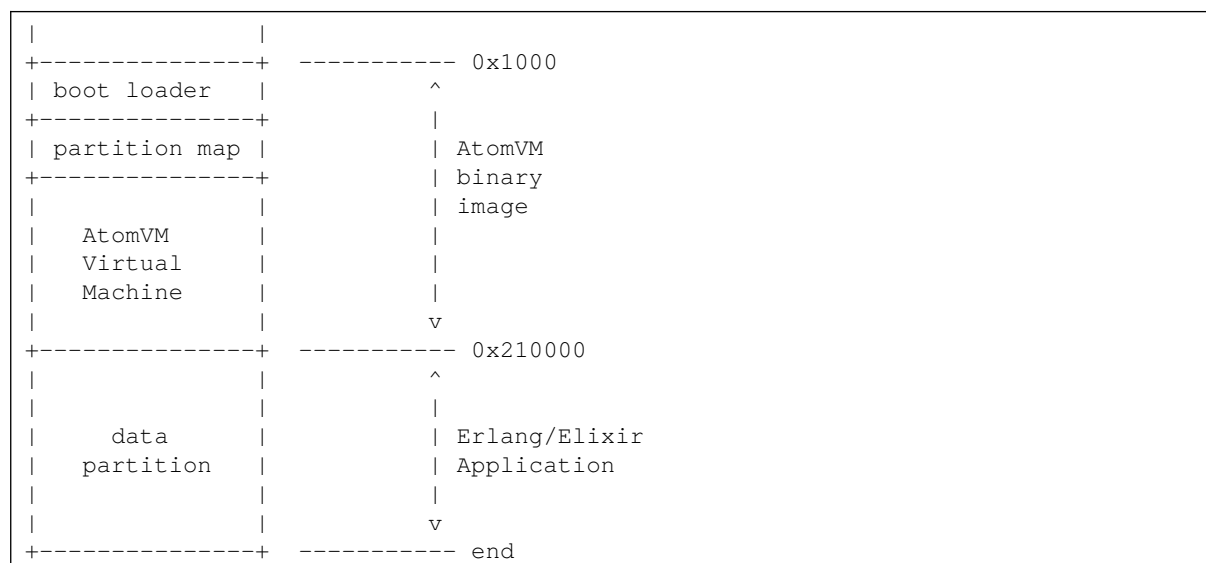 |               |
+---------------+  ----------- 0x1000
| boot loader   |          ^
+---------------+          |
| partition map |          | AtomVM
+---------------+          | binary
|               |          | image
|   AtomVM      |          |
|   Virtual     |          |
|   Machine     |          |
|               |          v
+---------------+  ----------- 0x210000
|               |          ^
|               |          |
|     data      |          | Erlang/Elixir
|   partition   |          | Application
|               |          |
|               |          v
+---------------+  ----------- end